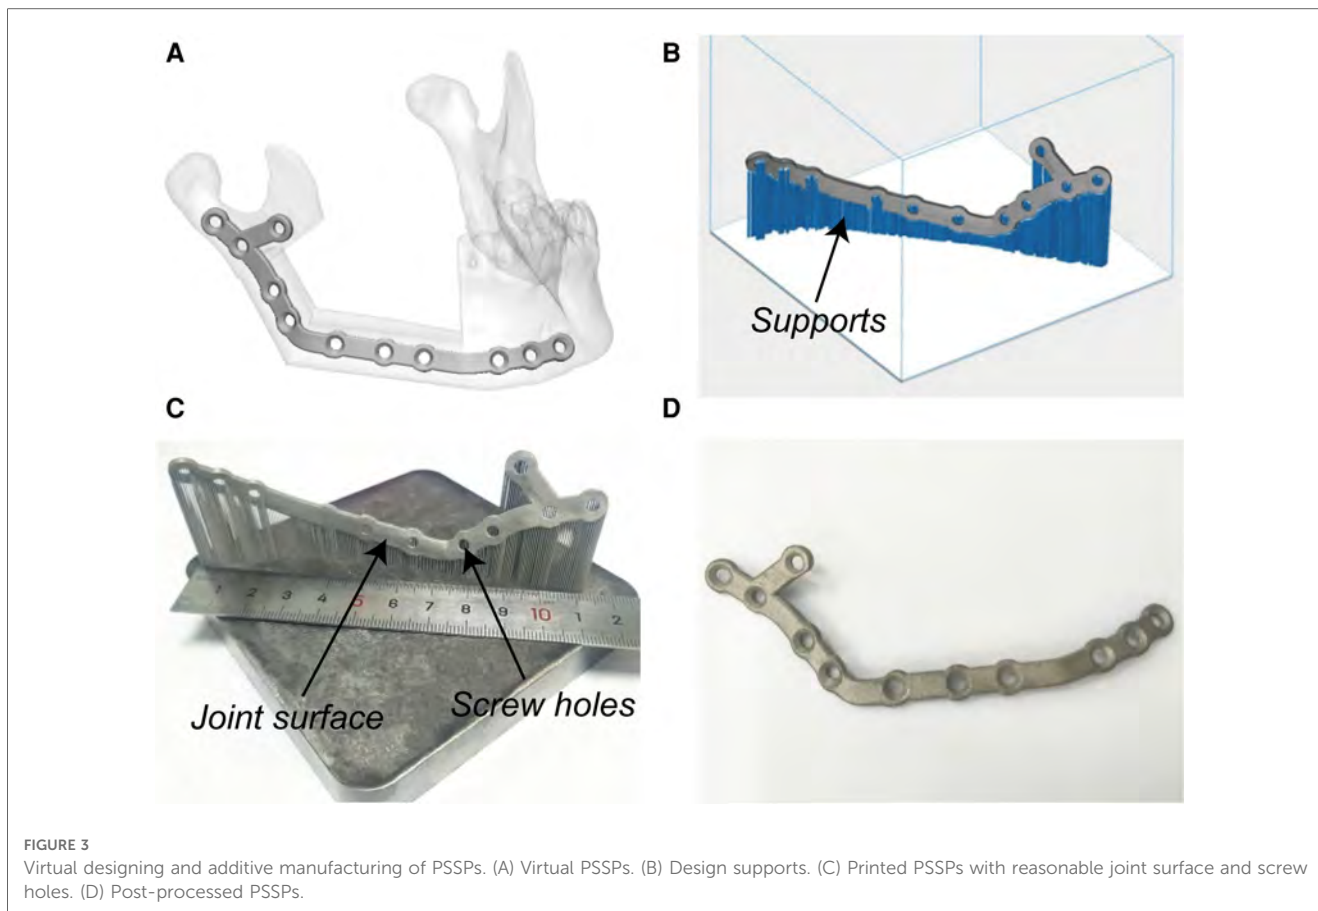 A
B
Supports
C
D
1 2 3 4 5 6 7 8 9 10 1 2
Joint surface
Screw holes
FIGURE 3
Virtual designing and additive manufacturing of PSSPs. (A) Virtual PSSPs. (B) Design supports. (C) Printed PSSPs with reasonable joint surface and screw
holes. (D) Post-processed PSSPs.